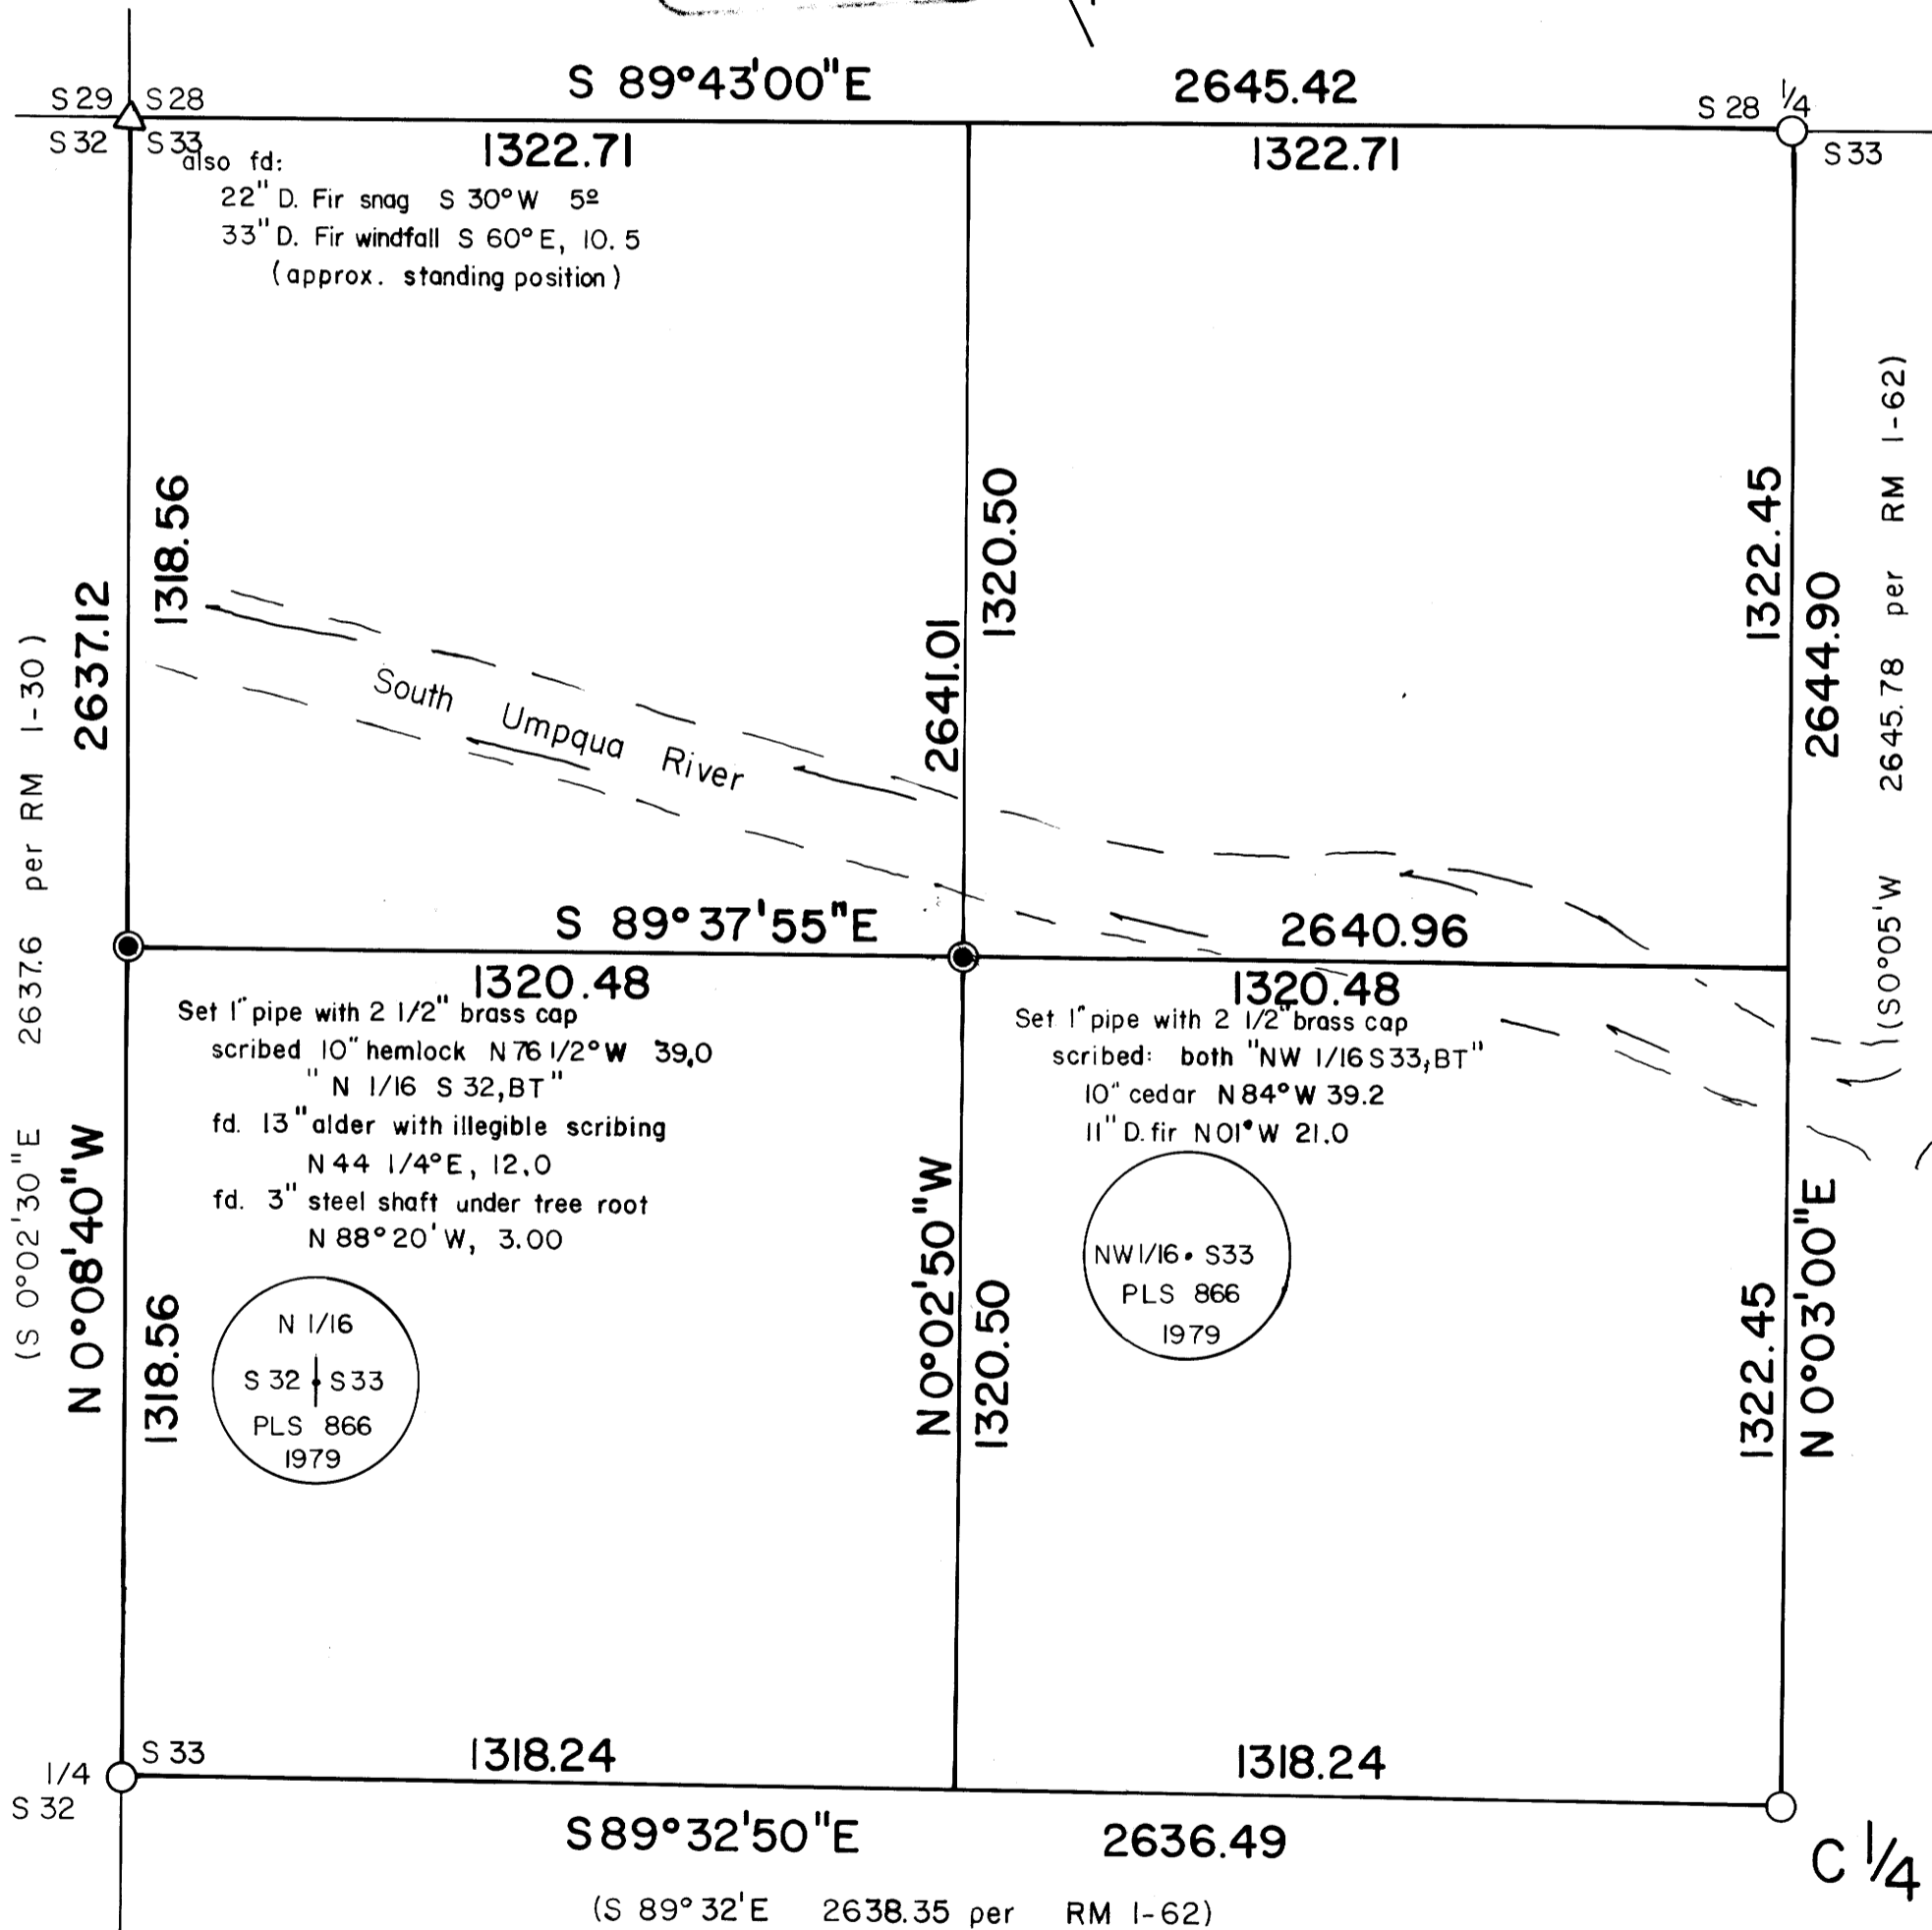 S 89°43'00"E 2645.42
S 29 S 28
S 28 1/4
S 32 S 33
1322.71 1322.71
S 33
also fd:
22" D. Fir snag S 30°W 5º
33" D. Fir windfall S 60°E, 10.5
(approx. standing position)
(S 0°02'30"E 2637.6 per RM 1-30)
N 0°08'40"W 2637.12
1318.56
1320.50
2641.01
1322.45
2644.90
(S0°05'W 2645.78 per RM 1-62)
South Umpqua River
S 89°37'55"E 2640.96
1320.48
1320.48
Set 1" pipe with 2 1/2" brass cap
scribed 10" hemlock N 76 1/2°W 39.0
"N 1/16 S 32,BT"
fd. 13" alder with illegible scribing
N 44 1/4°E, 12.0
fd. 3" steel shaft under tree root
N 88°20'W, 3.00
Set 1" pipe with 2 1/2" brass cap
scribed: both "NW 1/16 S33,BT"
10" cedar N 84°W 39.2
11" D. fir N 01°W 21.0
N 1/16
S 32 S 33
PLS 866
1979
NW 1/16 • S33
PLS 866
1979
1318.56
N 0°02'50"W
1320.50
1322.45
N 0°03'00"E
S 33
1/4
S 32
1318.24 1318.24
S 89°32'50"E 2636.49
C 1/4
(S 89°32'E 2638.35 per RM 1-62)